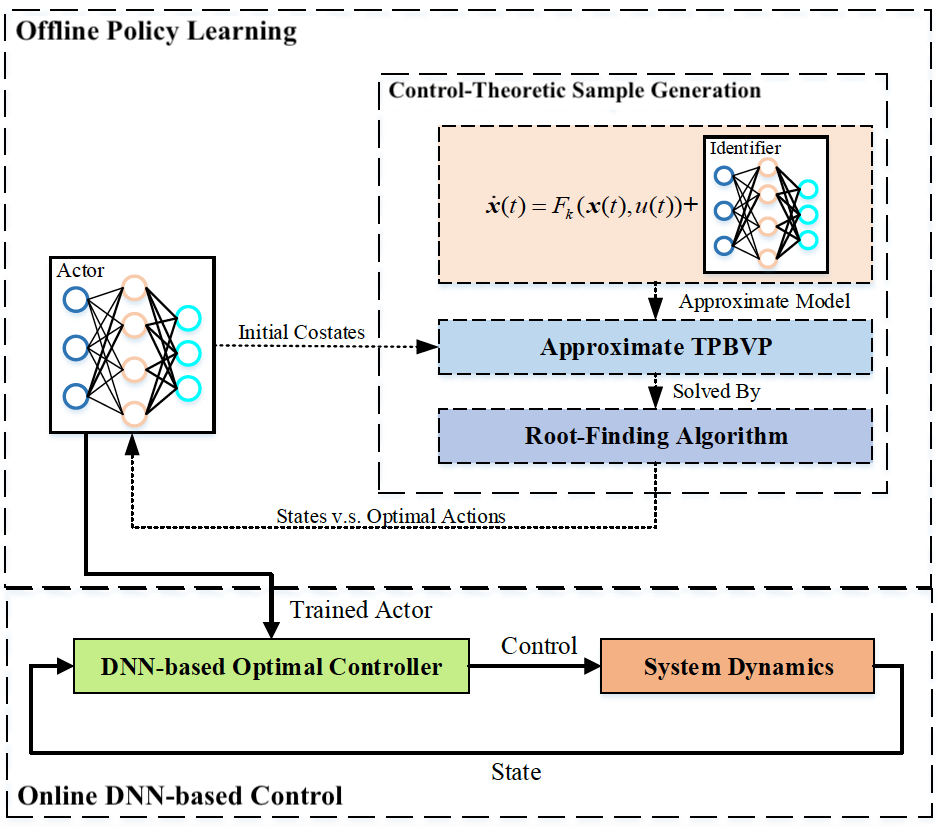 Offline Policy Learning
Control-Theoretic Sample Generation
Identifier
ẋ(t) = F_k(x(t),u(t))+
Actor
Approximate Model
Initial Costates
Approximate TPBVP
Solved By
Root-Finding Algorithm
States v.s. Optimal Actions
Trained Actor
DNN-based Optimal Controller
Control
System Dynamics
State
Online DNN-based Control